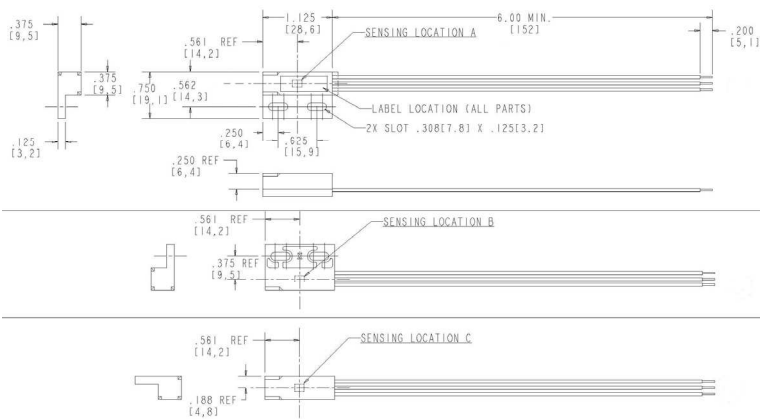 .375
[9,5]
1.125
[28,6]
6.00 MIN.
[152]
.200
[5,1]
.561 REF
[14,2]
SENSING LOCATION A
.375
[9,5]
.750
[19,1]
.562
[14,3]
LABEL LOCATION (ALL PARTS)
2X SLOT .308[7.8] X .125[3.2]
.125
[3,2]
.250
[6,4]
.625
[15,9]
.250 REF
[6,4]
.561 REF
[14,2]
SENSING LOCATION B
.375 REF
[9,5]
.561 REF
[14,2]
SENSING LOCATION C
.188 REF
[4,8]